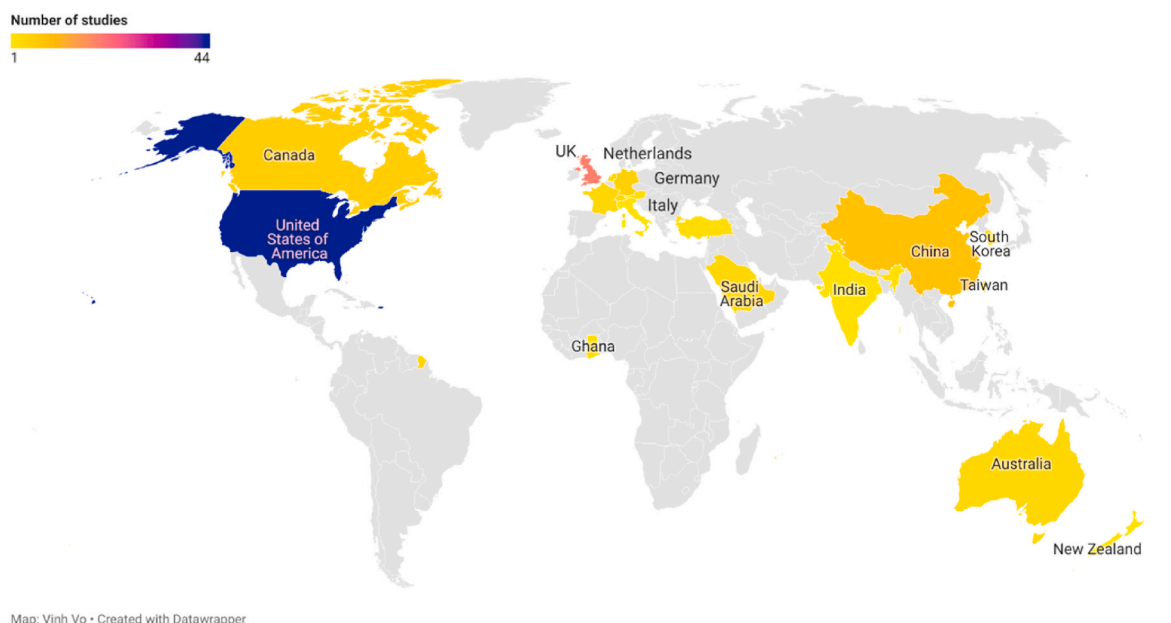 Number of studies
1 44
UK
Netherlands
Canada
Germany
Italy
United
States of
America
South
Korea
China
Saudi
Arabia
India
Taiwan
Ghana
Australia
New Zealand
Map: Vinh Vo • Created with Datawrapper